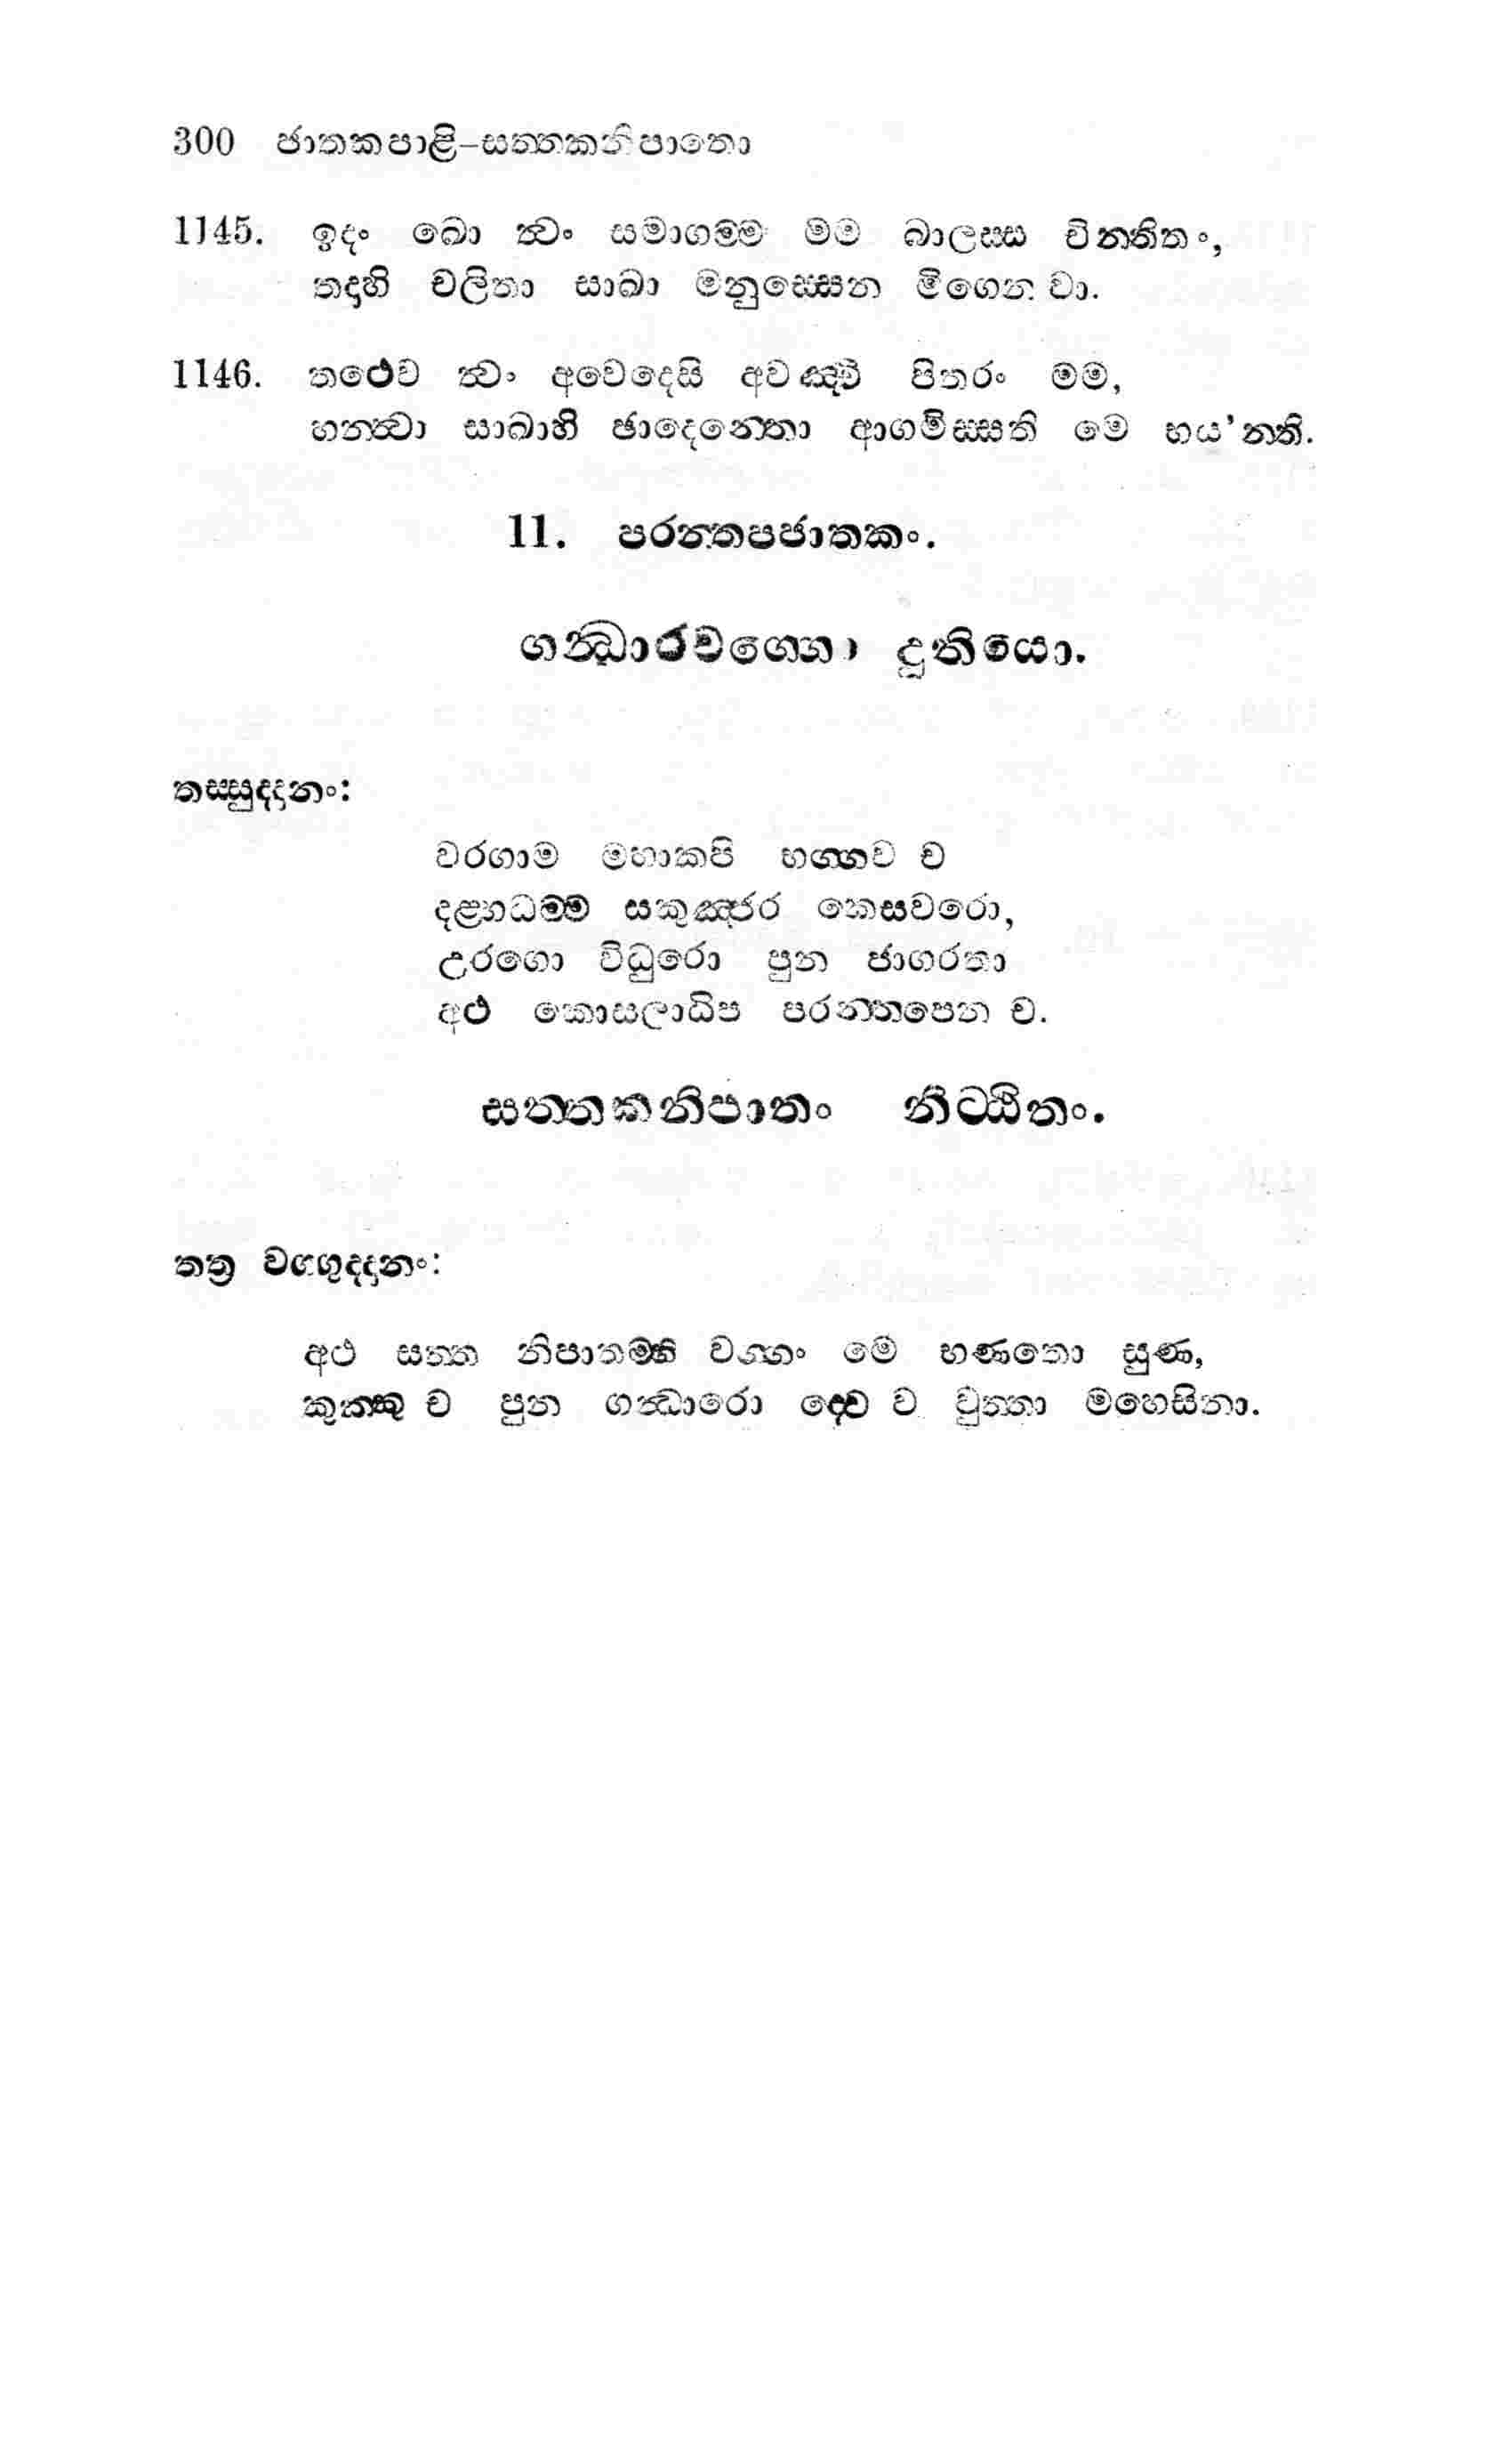 300 ජාතකපාළි–සත්තකනිපාතො
1145. ඉදං ඛො ත්වං සමාගම්ම මම බාලස්ස චින්තිතං,
තදාහි චලිතා සාඛා මනුස්සෙන මිගෙන වා.
1146. තථෙව ත්වං අවෙදෙසි අවඤ්චි පිතරං මම,
හන්ත්වා සාඛාහි ඡාදෙන්තො ආගමිස්සති මෙ භය'න්ති.
11. පරන්තපජාතකං.
ගන්ධාරවග්ගො දුතියො.
තස්සුද්දානං:
වරගාම මහාකපි භග්ගව ච
දළ්හධම්ම සකුඤ්ජර කෙසවරො,
උරගො විධුරො පුන ජාගරතා
අථ කොසලාධිප පරන්තපෙන ච.
සත්තකනිපාතං නිට්ඨිතං.
තත්‍ර වග්ගුද්දානං:
අථ සත්ත නිපාතම්හි වග්ගං මෙ භණතො සුණ,
කුක්කු ච පුන ගන්ධාරො ද්වෙ ව වුත්තා මහෙසිනා.